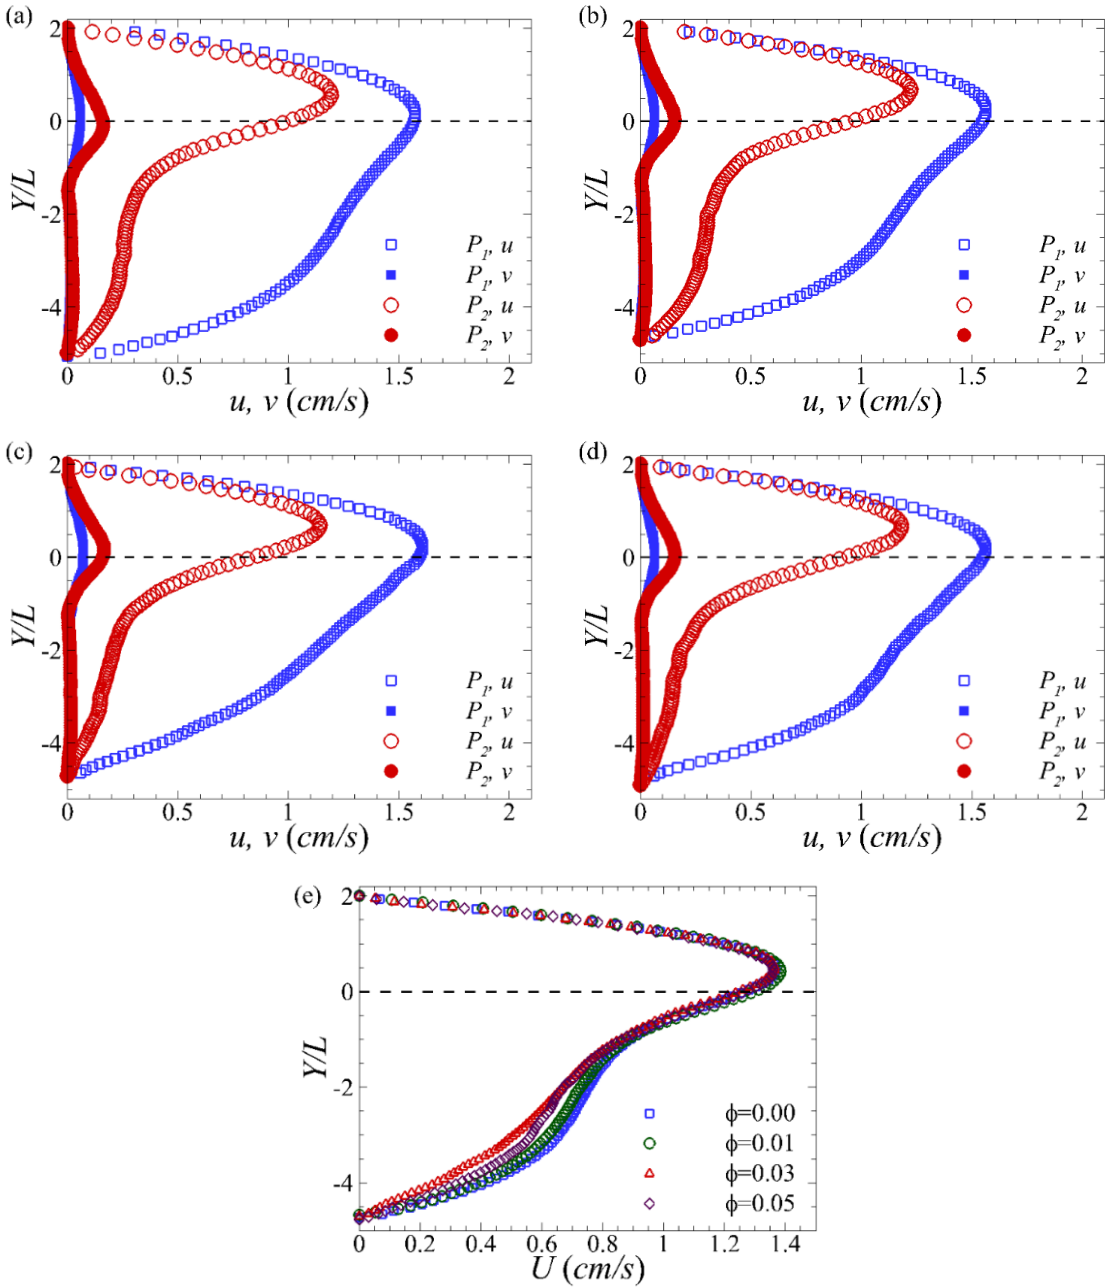 (a)
2
0
-2
-4
Y/L
P1, u
P1, v
P2, u
P2, v
0 0.5 1 1.5 2
u, v (cm/s)
(b)
2
0
-2
-4
Y/L
P1, u
P1, v
P2, u
P2, v
0 0.5 1 1.5 2
u, v (cm/s)
(c)
2
0
-2
-4
Y/L
P1, u
P1, v
P2, u
P2, v
0 0.5 1 1.5 2
u, v (cm/s)
(d)
2
0
-2
-4
Y/L
P1, u
P1, v
P2, u
P2, v
0 0.5 1 1.5 2
u, v (cm/s)
(e)
2
0
-2
-4
Y/L
ϕ=0.00
ϕ=0.01
ϕ=0.03
ϕ=0.05
0 0.2 0.4 0.6 0.8 1 1.2 1.4
U (cm/s)